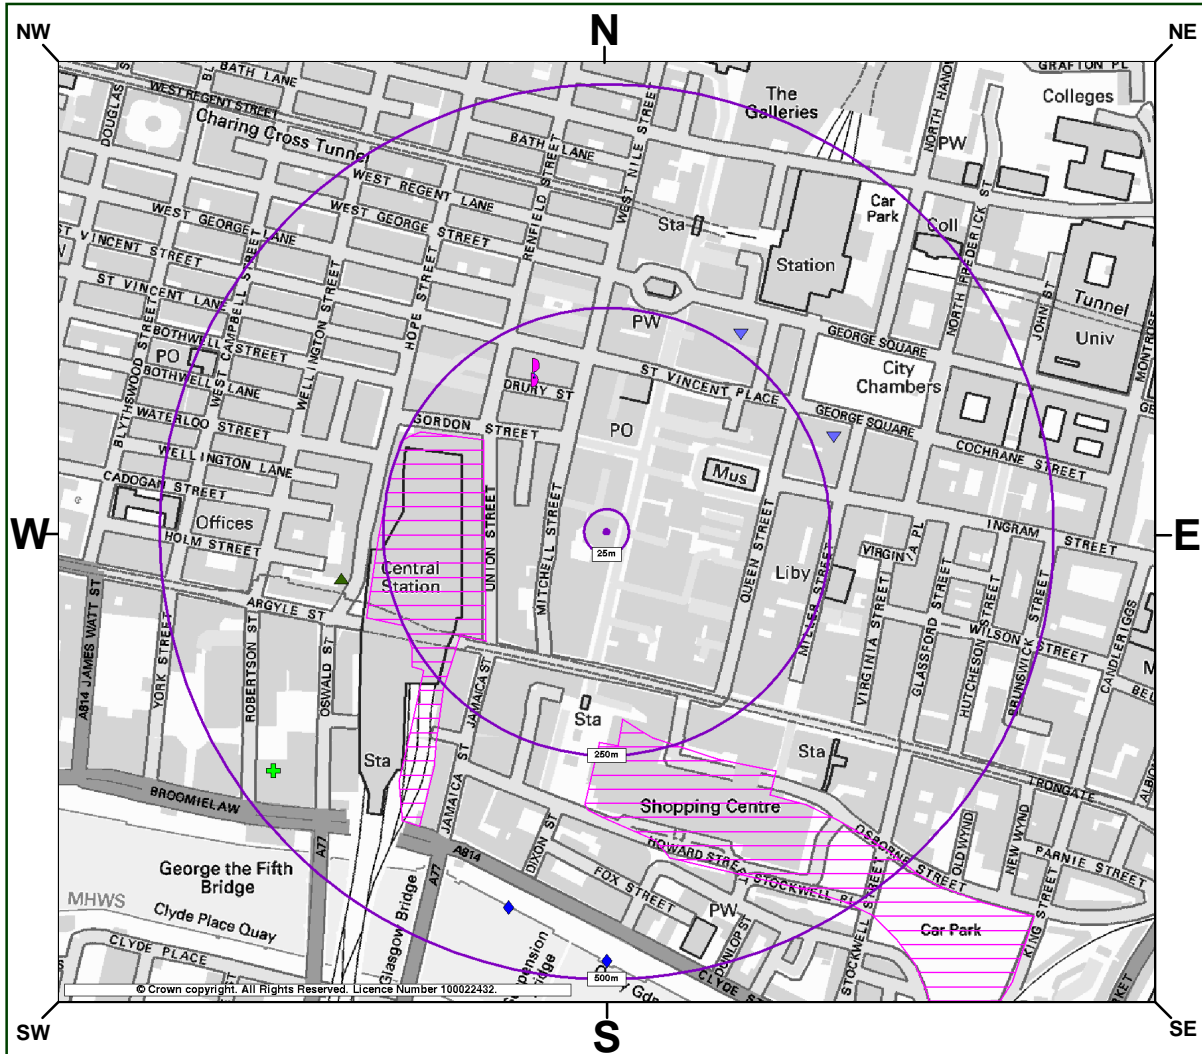 NW
N
NE
BATH LANE
GRAFTON PL
WEST REGENT STREET
DOUGLAS S
BL
The Galleries
Colleges
NORTH HANO
Charing Cross Tunnel
BATH LANE
PW
WEST NILE STREET
RENFIELD STREET
WEST REGENT LANE
Car Park
WEST GEORGE LANE
WEST GEORGE STREET
Sta
Coll
NORTH FREDERICK ST
ST VINCENT STREET
Station
HOPE STREET
ST VINCENT LANE
WEST CAMPBELL STREET
WELLINGTON STREET
JOHN ST
Tunnel
PW
BOTHWELL STREET
PO
GEORGE SQUARE
Univ
MONTROSE
BLYTHSWOOD STREET
BOTHWELL LANE
DRURY ST
ST VINCENT PLACE
City Chambers
WATERLOO STREET
GORDON STREET
PO
GEORGE SQUARE
GE
WELLINGTON LANE
COCHRANE STREET
CADOGAN STREET
Mus
Offices
UNION STREET
MITCHELL STREET
QUEEN STREET
INGRAM STREET
W
E
HOLM STREET
25m
VIRGINIA PL
Central Station
Liby
MILLER STREET
A814 JAMES WATT ST
ARGYLE ST
VIRGINIA STREET
GLASSFORD STREET
HUTCHESON STREET
BRUNSWICK STREET
CANDLERIGGS
WILSON STREET
YORK STREET
ROBERTSON ST
OSWALD ST
JAMAICA ST
M
BEL
Sta
250m
Sta
Sta
TRONGATE
ALBION
BROOMIELAW
JAMAICA ST
Shopping Centre
A77
A814
DIXON ST
HOWARD STREET
OSBORNE STREET
OLD WYND
NEW WYND
PARNIE STREET
George the Fifth Bridge
FOX STREET
STOCKWELL PL
A77
MHWS
Clyde Place Quay
Glasgow Bridge
PW
DUNLOP ST
STOCKWELL STREET
Car Park
KING STREET
CLYDE PLACE
CLYDE ST
500m
© Crown copyright. All Rights Reserved. Licence Number 100022432.
SW
S
SE